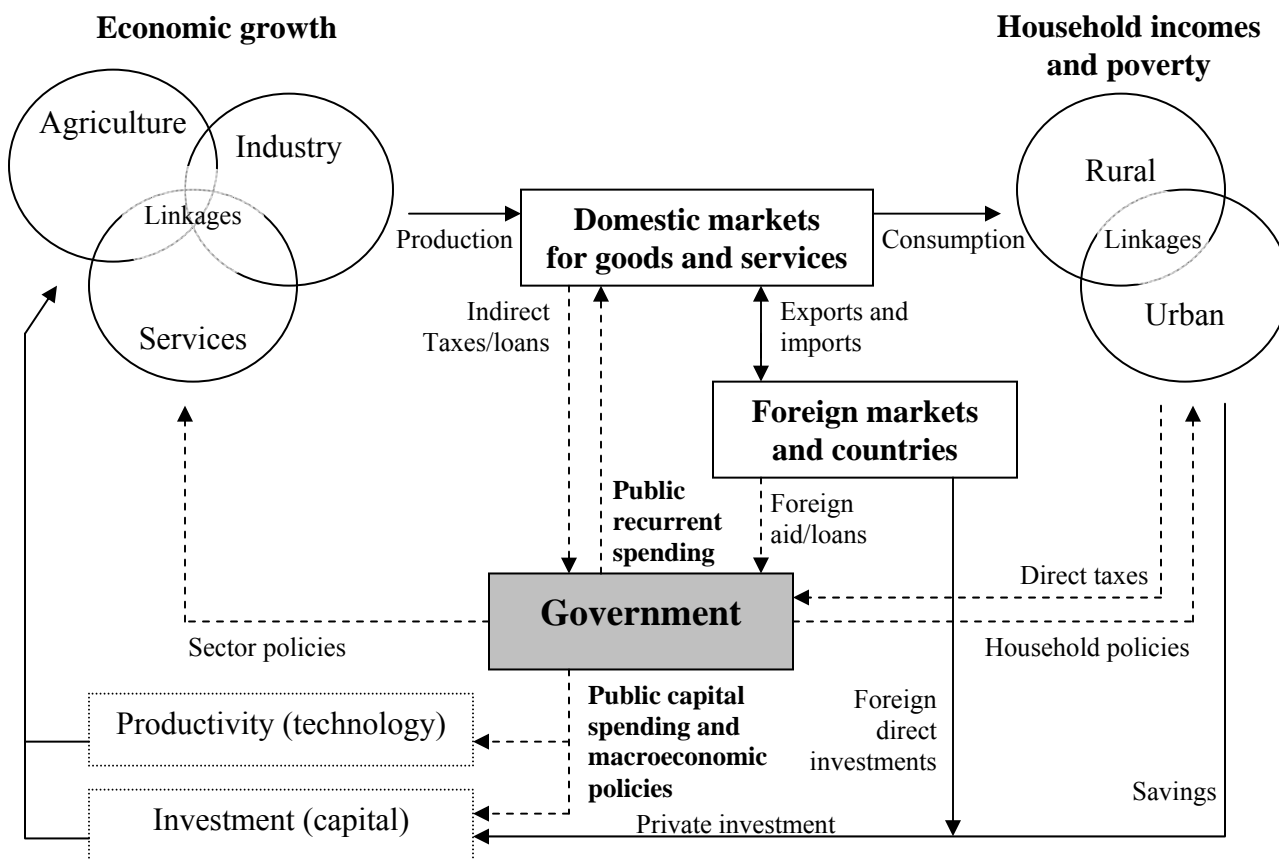 Economic growth
Household incomes
and poverty
Agriculture
Industry
Linkages
Services
Production
Domestic markets
for goods and services
Consumption
Rural
Linkages
Urban
Indirect
Taxes/loans
Exports and
imports
Foreign markets
and countries
Public
recurrent
spending
Foreign
aid/loans
Direct taxes
Government
Sector policies
Household policies
Public capital
spending and
macroeconomic
policies
Foreign
direct
investments
Productivity (technology)
Savings
Investment (capital)
Private investment